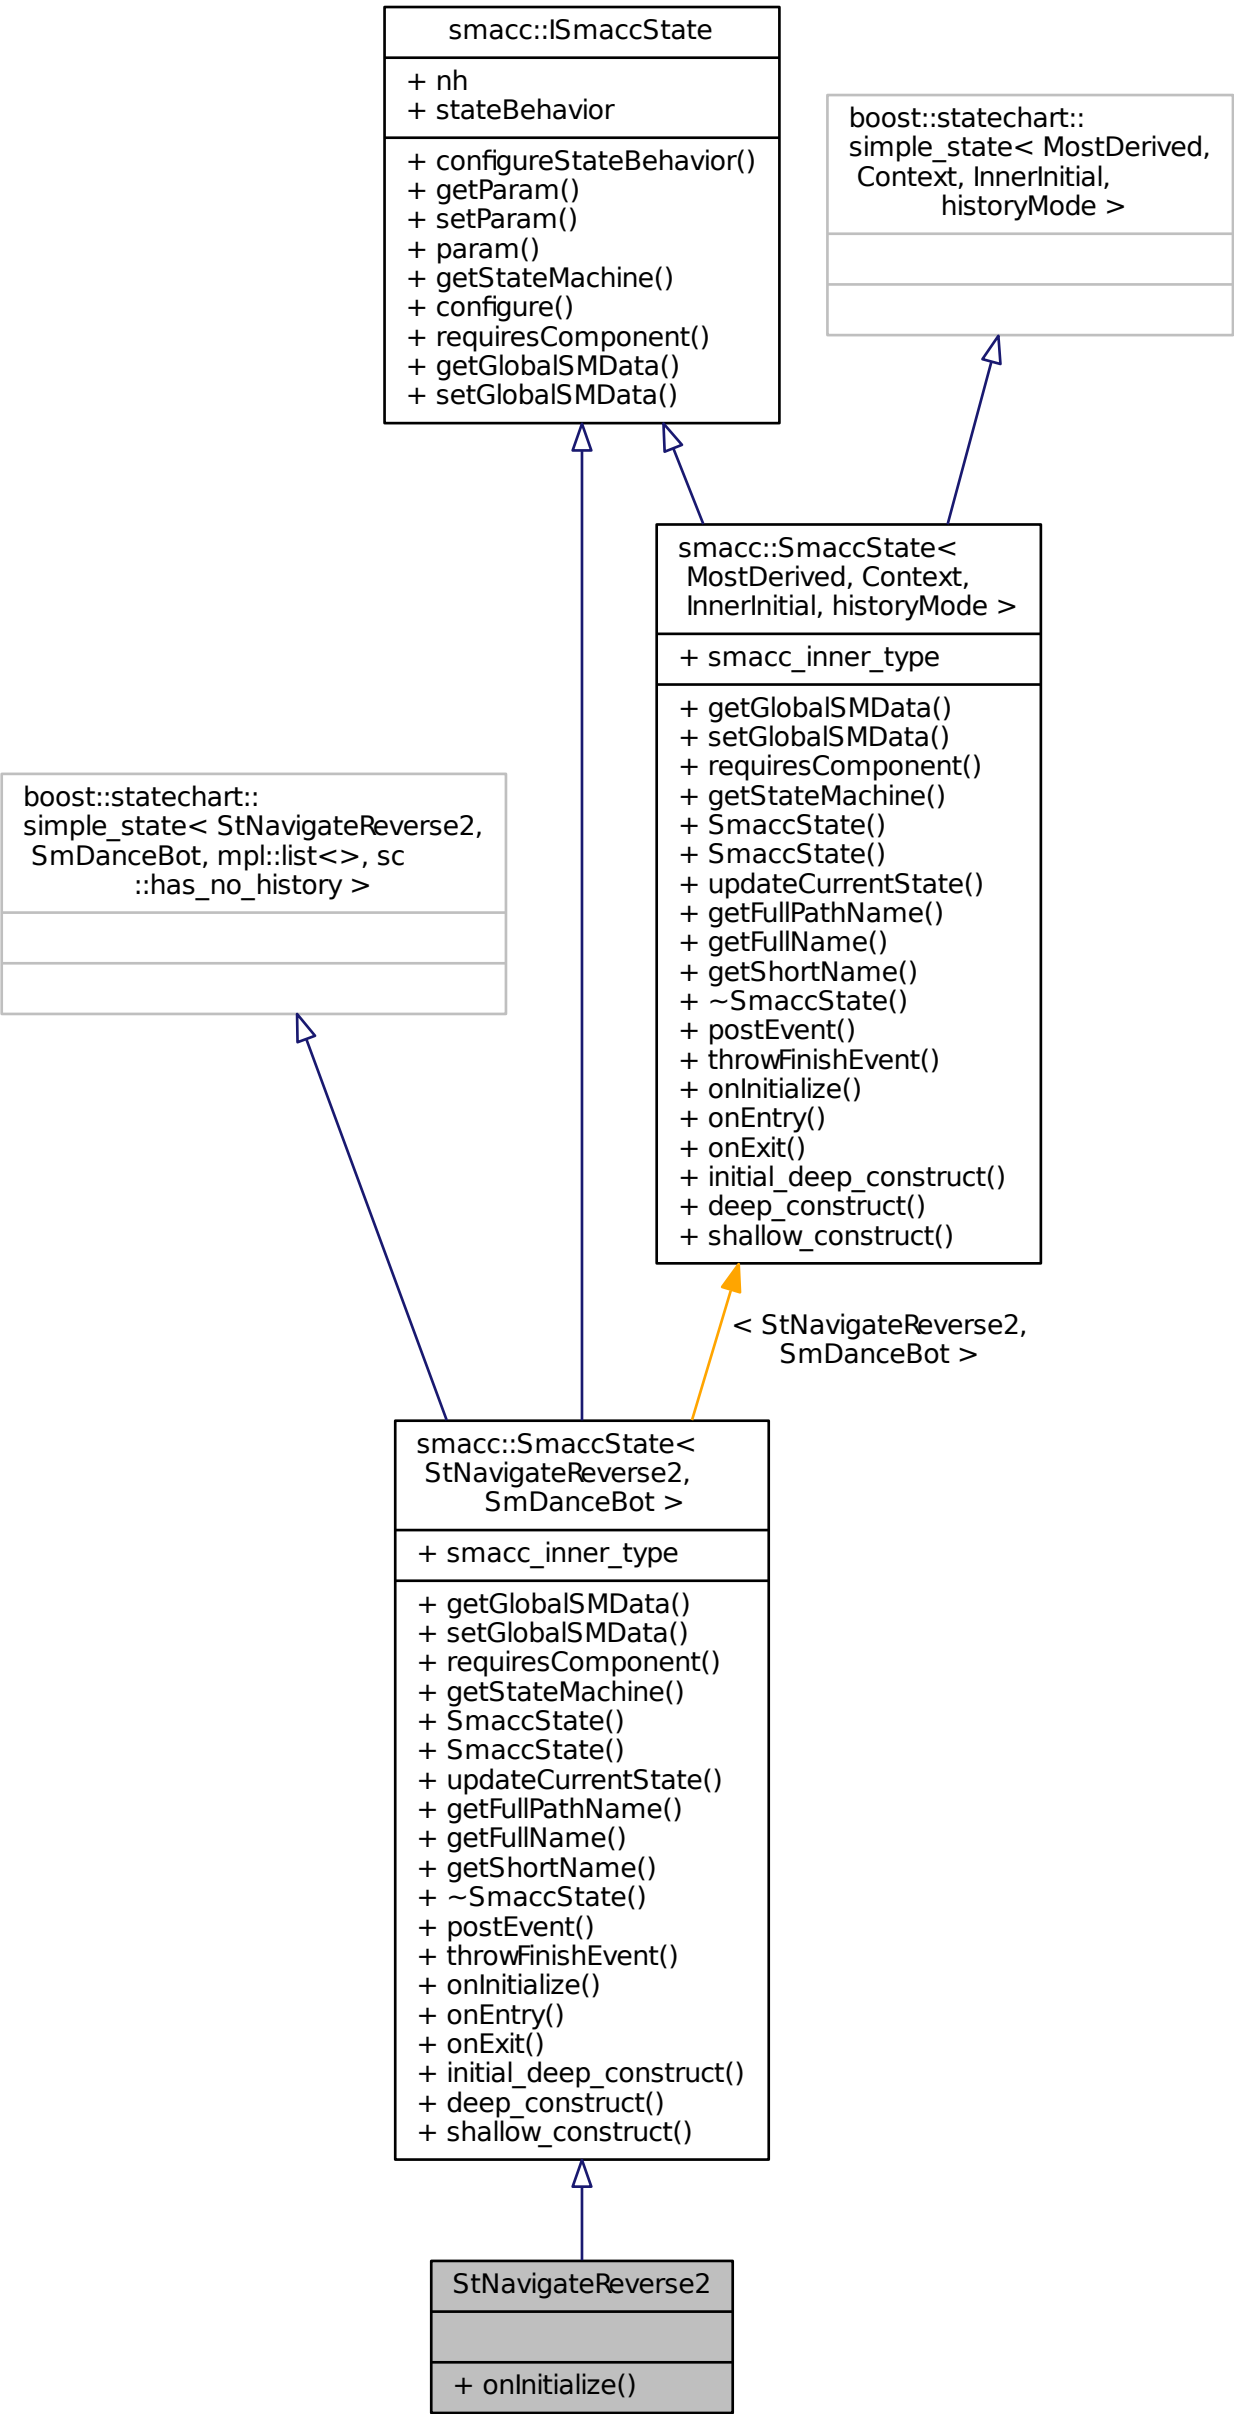 smacc::ISmaccState
+ nh
+ stateBehavior
+ configureStateBehavior()
+ getParam()
+ setParam()
+ param()
+ getStateMachine()
+ configure()
+ requiresComponent()
+ getGlobalSMData()
+ setGlobalSMData()
boost::statechart::
simple_state< MostDerived,
Context, InnerInitial,
historyMode >
smacc::SmaccState<
MostDerived, Context,
InnerInitial, historyMode >
+ smacc_inner_type
+ getGlobalSMData()
+ setGlobalSMData()
+ requiresComponent()
+ getStateMachine()
+ SmaccState()
+ SmaccState()
+ updateCurrentState()
+ getFullPathName()
+ getFullName()
+ getShortName()
+ ~SmaccState()
+ postEvent()
+ throwFinishEvent()
+ onInitialize()
+ onEntry()
+ onExit()
+ initial_deep_construct()
+ deep_construct()
+ shallow_construct()
boost::statechart::
simple_state< StNavigateReverse2,
SmDanceBot, mpl::list<>, sc
::has_no_history >
< StNavigateReverse2,
SmDanceBot >
smacc::SmaccState<
StNavigateReverse2,
SmDanceBot >
+ smacc_inner_type
+ getGlobalSMData()
+ setGlobalSMData()
+ requiresComponent()
+ getStateMachine()
+ SmaccState()
+ SmaccState()
+ updateCurrentState()
+ getFullPathName()
+ getFullName()
+ getShortName()
+ ~SmaccState()
+ postEvent()
+ throwFinishEvent()
+ onInitialize()
+ onEntry()
+ onExit()
+ initial_deep_construct()
+ deep_construct()
+ shallow_construct()
StNavigateReverse2
+ onInitialize()